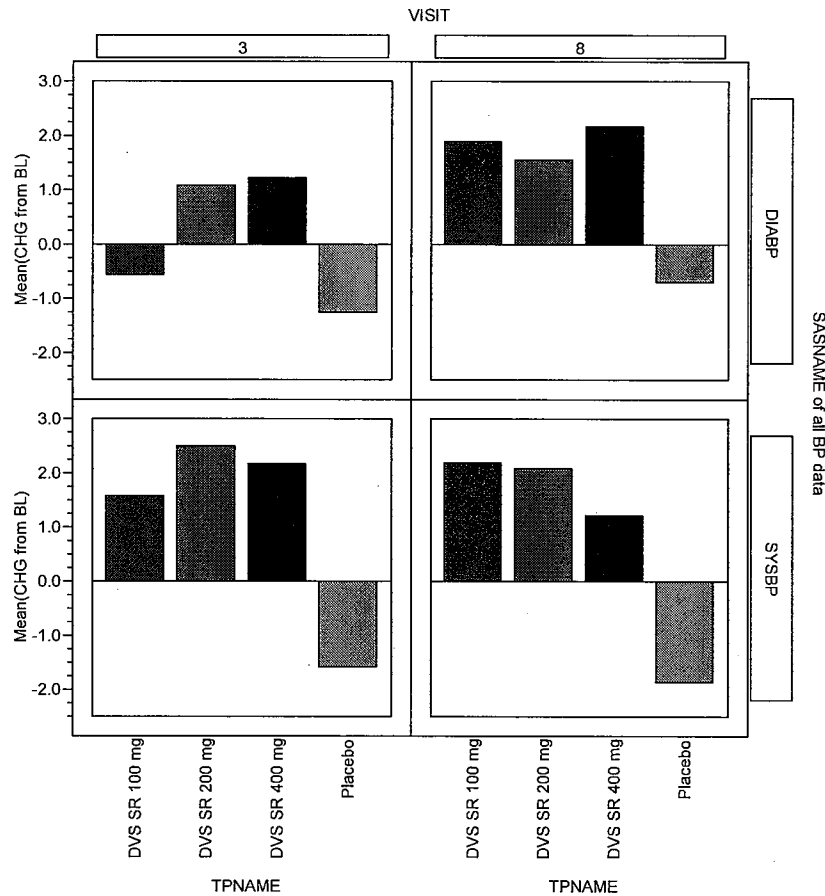 VISIT
3
8
Mean(CHG from BL)
3.0
2.0
1.0
0.0
-1.0
-2.0
DIABP
Mean(CHG from BL)
3.0
2.0
1.0
0.0
-1.0
-2.0
SYSBP
SASNAME of all BP data
DVS SR 100 mg
DVS SR 200 mg
DVS SR 400 mg
Placebo
DVS SR 100 mg
DVS SR 200 mg
DVS SR 400 mg
Placebo
TPNAME
TPNAME